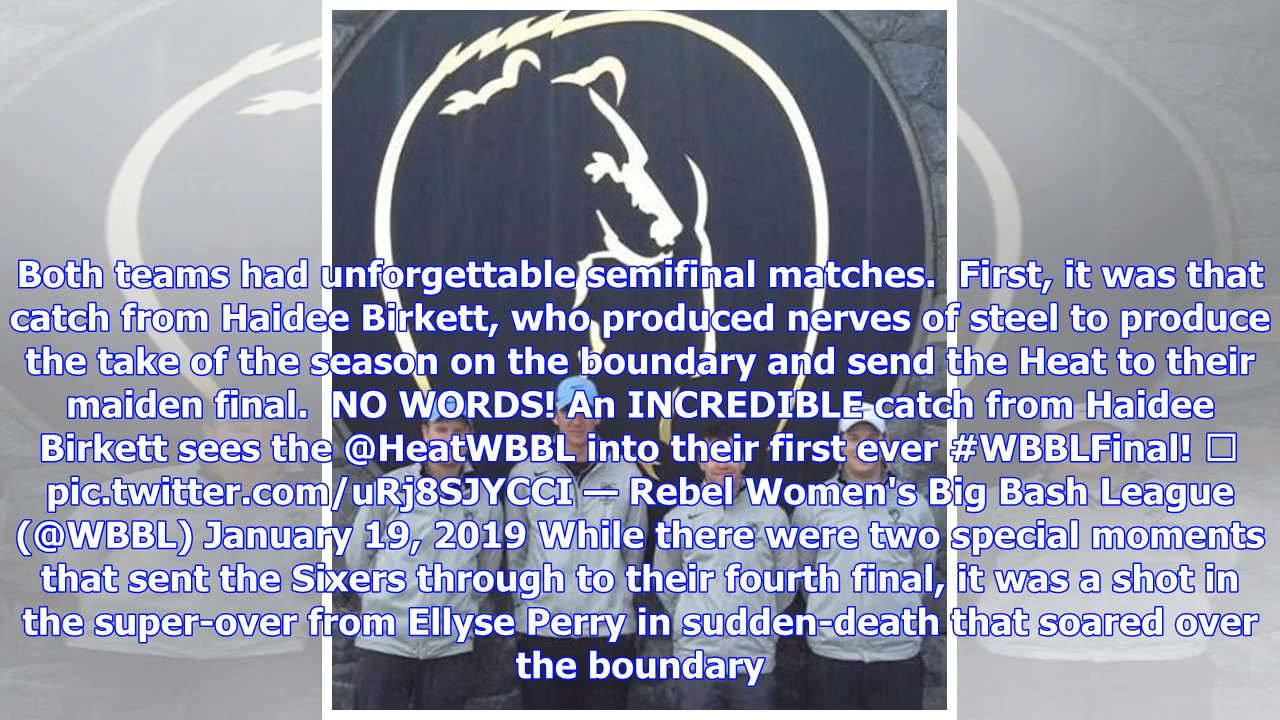 Both teams had unforgettable semifinal matches.  First, it was that
catch from Haidee Birkett, who produced nerves of steel to produce
the take of the season on the boundary and send the Heat to their
maiden final.  NO WORDS! An INCREDIBLE catch from Haidee
Birkett sees the @HeatWBBL into their first ever #WBBLFinal! □
pic.twitter.com/uRj8SJYCCI — Rebel Women's Big Bash League
(@WBBL) January 19, 2019 While there were two special moments
that sent the Sixers through to their fourth final, it was a shot in
the super-over from Ellyse Perry in sudden-death that soared over
the boundary